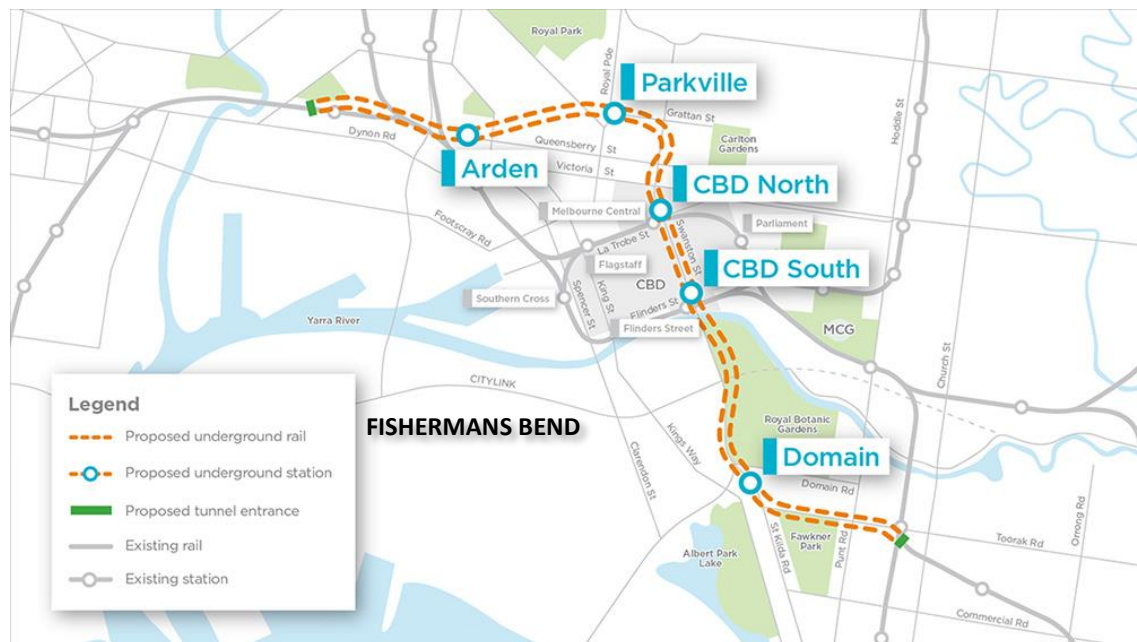 Royal Park
Royal Pde
Parkville
Grattan St
Hoddle St
Dynon Rd
Arden
Queensberry St
Victoria St
Carlton
Gardens
CBD North
Melbourne Central
Parliament
Footscray Rd
La Trobe St
Swanston St
Flagstaff
CBD South
CBD
Southern Cross
Spencer St
King St
Flinders St
Yarra River
Flinders Street
MCG
Church St
CITYLINK
FISHERMANS BEND
Royal Botanic
Gardens
Kings Way
Clarendon St
Domain
Domain Rd
St Kilda Rd
Fawkner
Park
Punt Rd
Toorak Rd
Orrong Rd
Albert Park
Lake
Commercial Rd
Legend
Proposed underground rail
Proposed underground station
Proposed tunnel entrance
Existing rail
Existing station